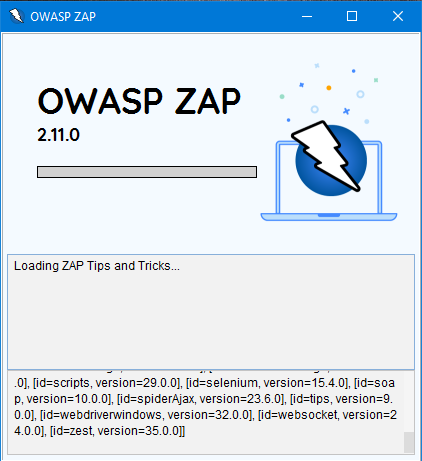 OWASP ZAP
OWASP ZAP
2.11.0
Loading ZAP Tips and Tricks...
.0], [id=scripts, version=29.0.0], [id=selenium, version=15.4.0], [id=soa
p, version=10.0.0], [id=spiderAjax, version=23.6.0], [id=tips, version=9.
0.0], [id=webdriverwindows, version=32.0.0], [id=websocket, version=2
4.0.0], [id=zest, version=35.0.0]]